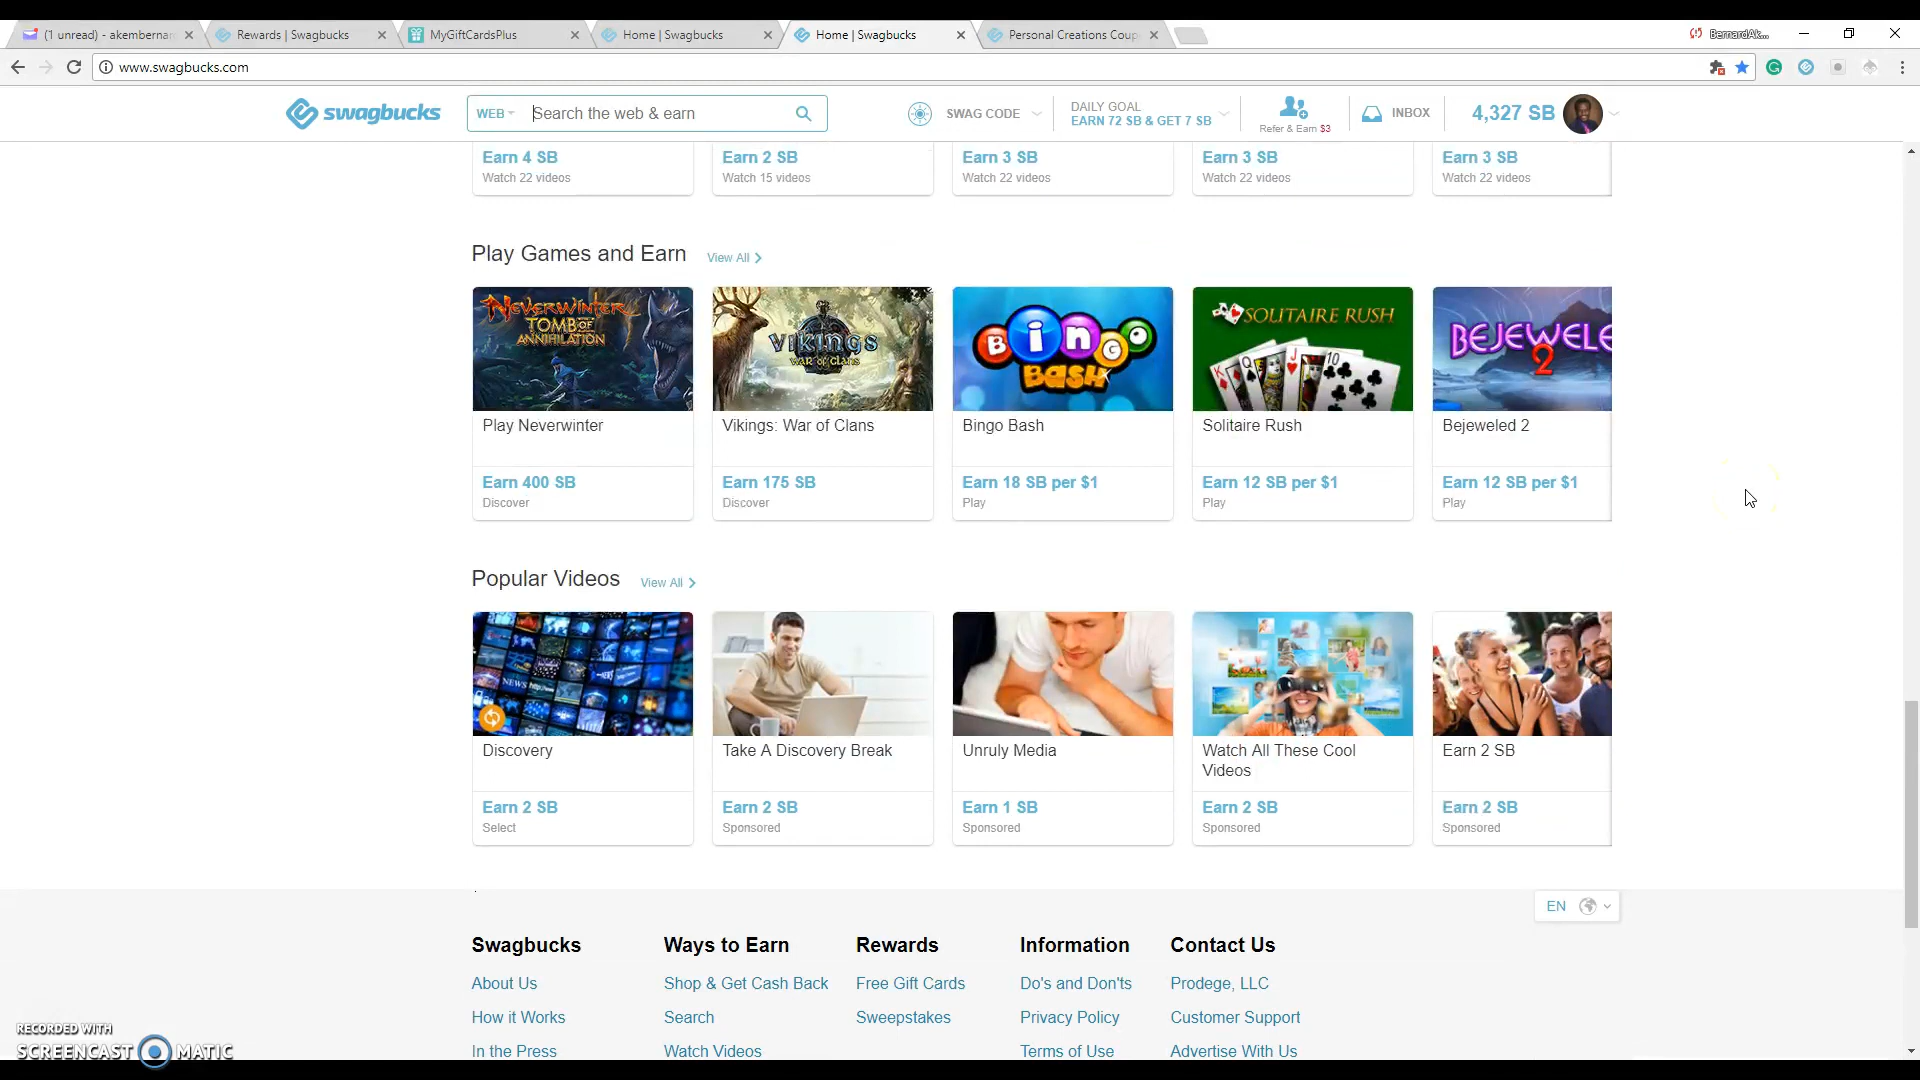 (1 unread) - akembernar
Rewards | Swagbucks
MyGiftCardsPlus
Home | Swagbucks
Home | Swagbucks
Personal Creations Coup
BernardAk...
www.swagbucks.com
swagbucks
WEB
Search the web & earn
SWAG CODE
DAILY GOAL
EARN 72 SB & GET 7 SB
Refer & Earn $3
INBOX
4,327 SB
Earn 4 SB
Watch 22 videos
Earn 2 SB
Watch 15 videos
Earn 3 SB
Watch 22 videos
Earn 3 SB
Watch 22 videos
Earn 3 SB
Watch 22 videos
Play Games and Earn
View All
NEVERWINTER
TOMB OF
ANNIHILATION
VIKINGS
WAR OF CLANS
BINGO
BASH
SOLITAIRE RUSH
K Q J 10
BEJEWELE
2
Play Neverwinter
Earn 400 SB
Discover
Vikings: War of Clans
Earn 175 SB
Discover
Bingo Bash
Earn 18 SB per $1
Play
Solitaire Rush
Earn 12 SB per $1
Play
Bejeweled 2
Earn 12 SB per $1
Play
Popular Videos
View All
NEWS
Discovery
Earn 2 SB
Select
Take A Discovery Break
Earn 2 SB
Sponsored
Unruly Media
Earn 1 SB
Sponsored
Watch All These Cool
Videos
Earn 2 SB
Sponsored
Earn 2 SB
Earn 2 SB
Sponsored
EN
Swagbucks
About Us
How it Works
In the Press
Ways to Earn
Shop & Get Cash Back
Search
Watch Videos
Rewards
Free Gift Cards
Sweepstakes
Information
Do's and Don'ts
Privacy Policy
Terms of Use
Contact Us
Prodege, LLC
Customer Support
Advertise With Us
RECORDED WITH
SCREENCAST MATIC